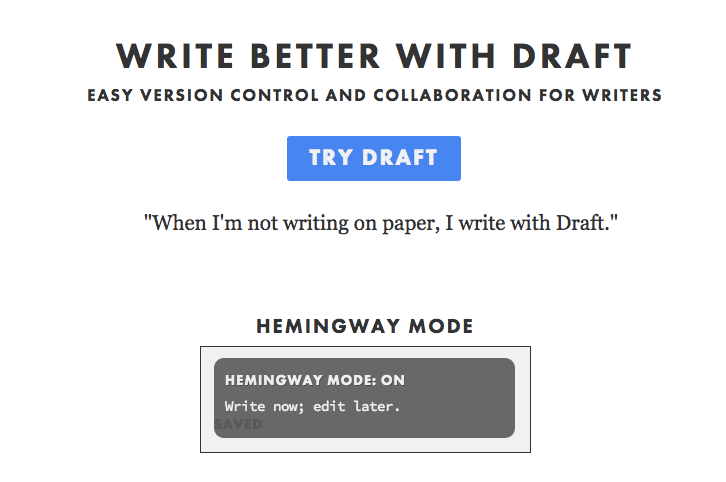 WRITE BETTER WITH DRAFT
EASY VERSION CONTROL AND COLLABORATION FOR WRITERS
TRY DRAFT
"When I'm not writing on paper, I write with Draft."
HEMINGWAY MODE
HEMINGWAY MODE: ON
Write now; edit later.
SAVED